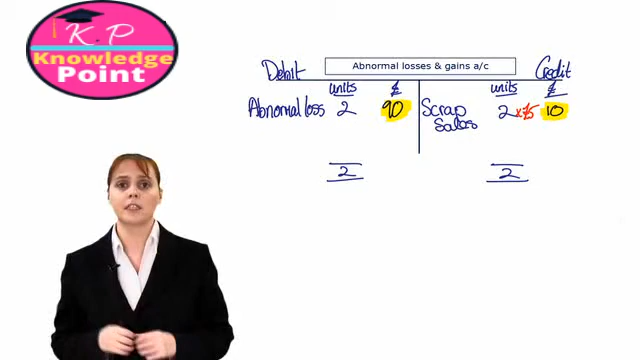 K.P
Knowledge
Point
Abnormal losses & gains a/c
Debit Credit
units £ units £
Abnormal loss 2 90 Scrap Sales 2 x £5 10
2 2